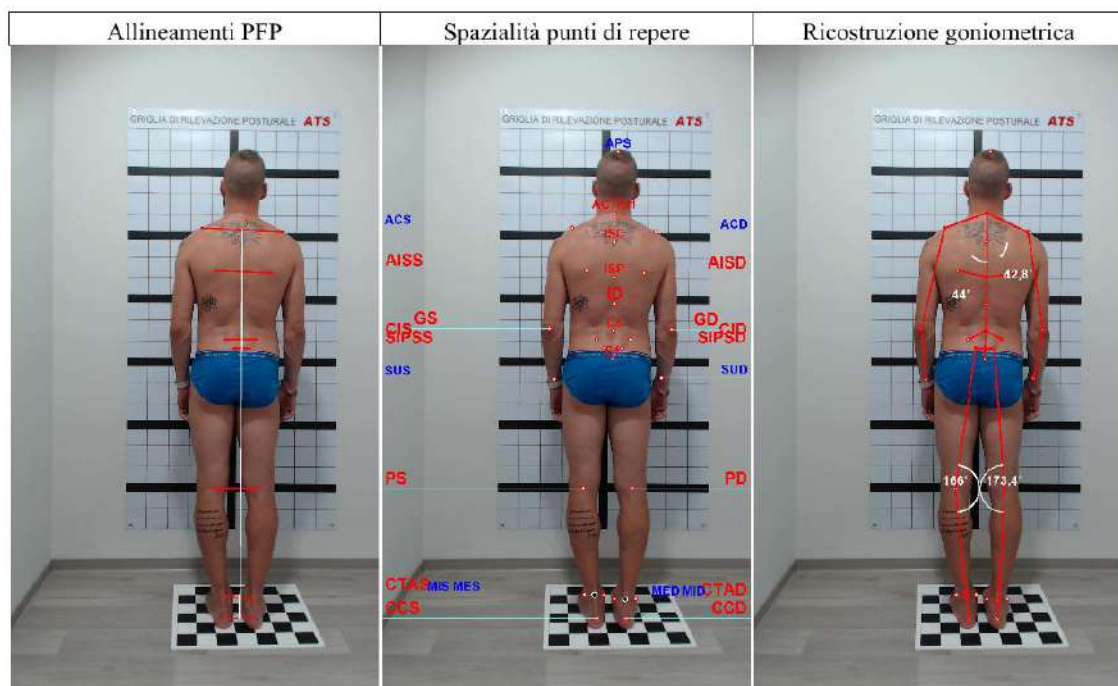 Allineamenti PFP
Spazialità punti di repere
Ricostruzione goniometrica
GRIGLIA DI RILEVAZIONE POSTURALE ATS
GRIGLIA DI RILEVAZIONE POSTURALE ATS
GRIGLIA DI RILEVAZIONE POSTURALE ATS
APS
ACS
ACD
AISS
AISD
ISP
ID
42,8°
44°
GS
GD
CIS
CID
SIPSS
SIPSD
SUS
SUD
PS
PD
166°
173,4°
CTAS
MIS MES
MED MID
CTAD
CCS
CCD